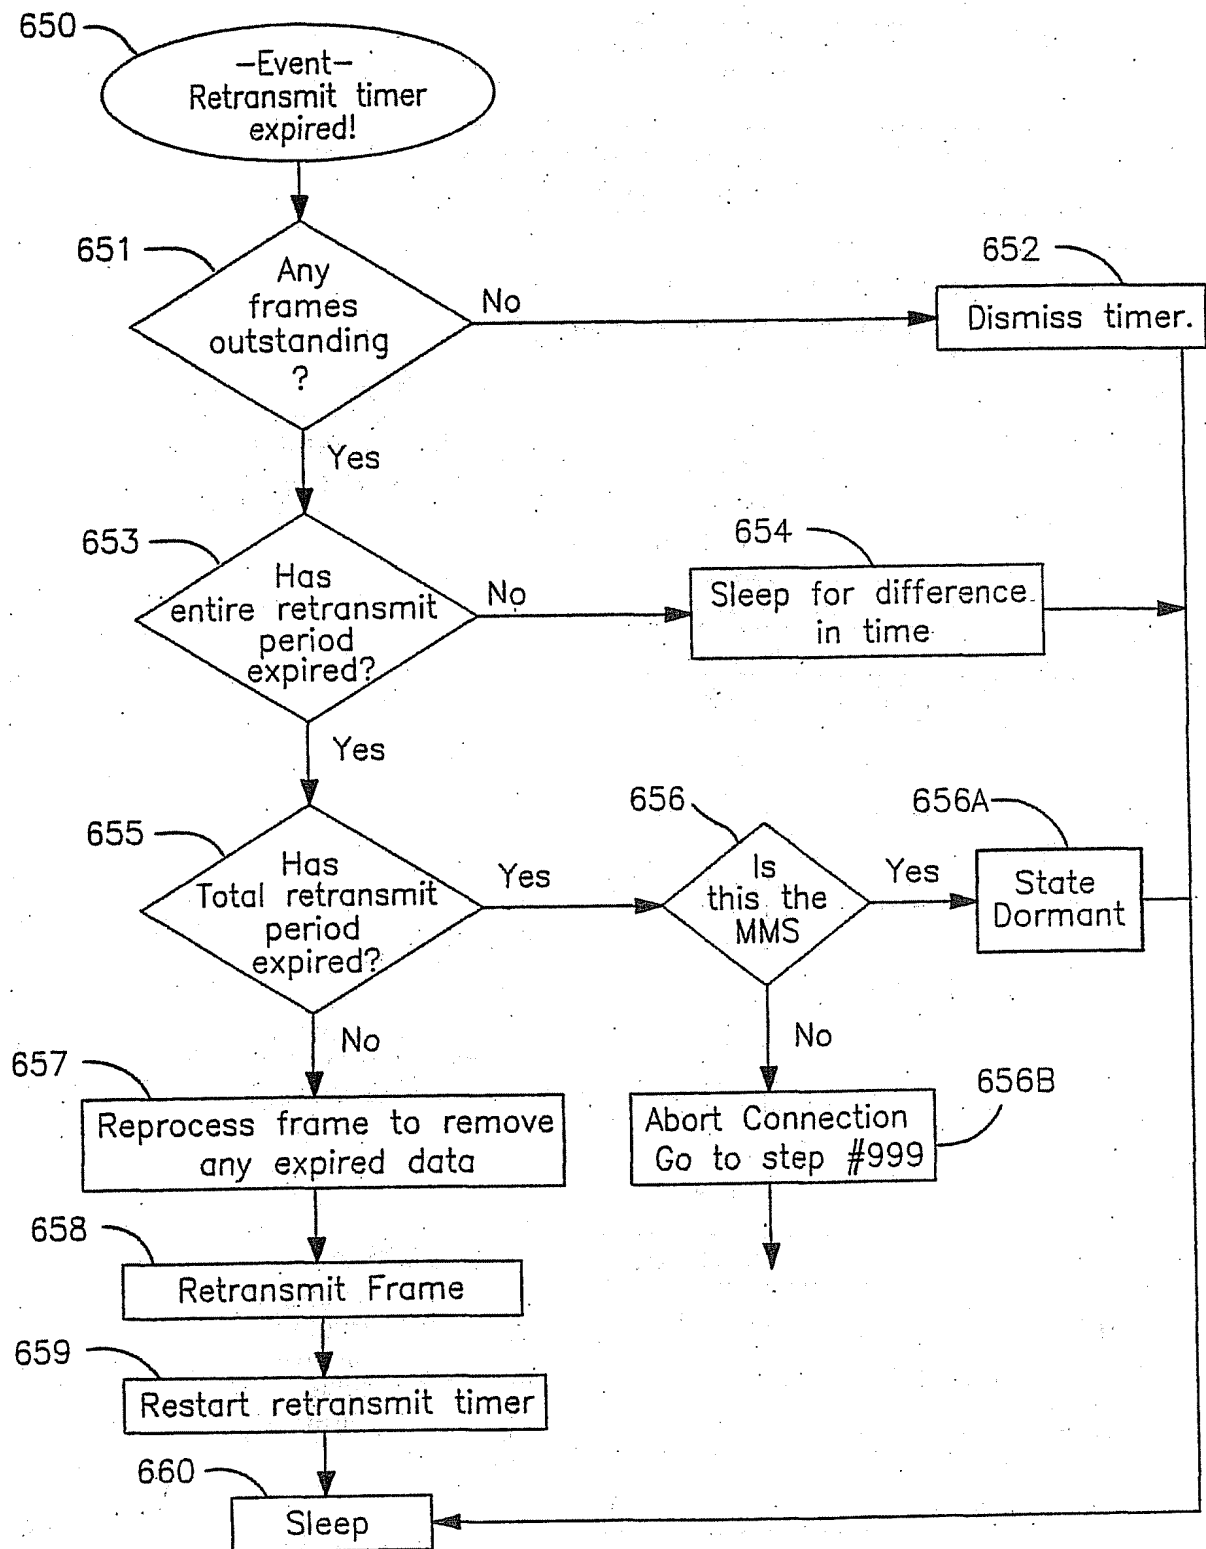 650
–Event–
Retransmit timer
expired!
651
Any
frames
outstanding
?
No
652
Dismiss timer.
Yes
653
Has
entire retransmit
period
expired?
No
654
Sleep for difference
in time
Yes
655
Has
Total retransmit
period
expired?
Yes
656
Is
this the
MMS
Yes
656A
State
Dormant
No
No
657
Reprocess frame to remove
any expired data
656B
Abort Connection
Go to step #999
658
Retransmit Frame
659
Restart retransmit timer
660
Sleep